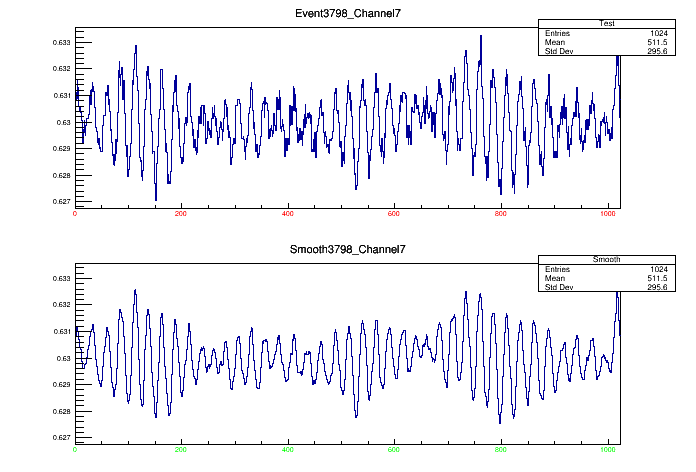 Event3798_Channel7
Test
Entries 1024
Mean 511.5
Std Dev 295.6
0.633
0.632
0.631
0.63
0.629
0.628
0.627
0 200 400 600 800 1000
Smooth3798_Channel7
Smooth
Entries 1024
Mean 511.5
Std Dev 295.6
0.633
0.632
0.631
0.63
0.629
0.628
0.627
0 200 400 600 800 1000